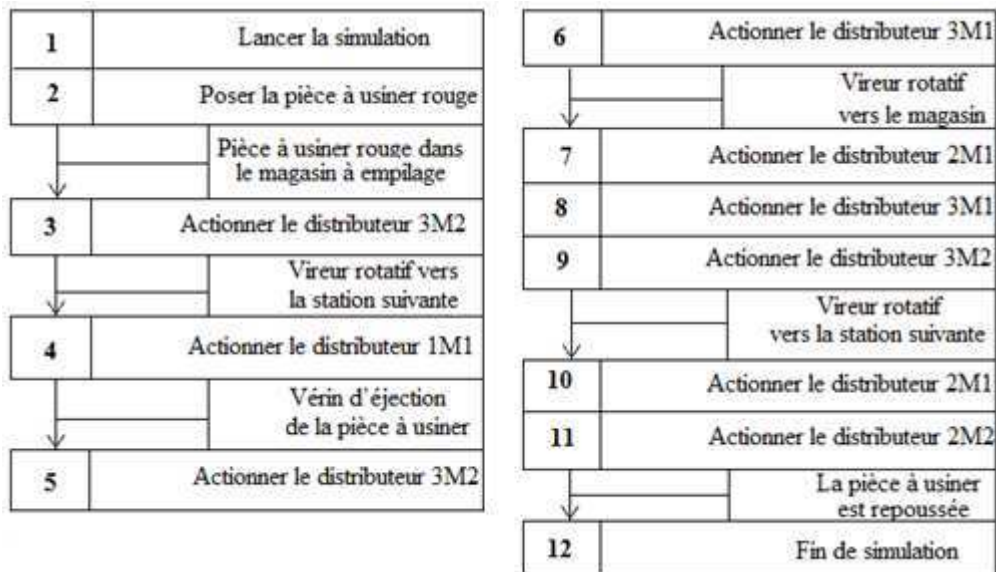 1 Lancer la simulation
2 Poser la pièce à usiner rouge
Pièce à usiner rouge dans
le magasin à empilage
3 Actionner le distributeur 3M2
Vireur rotatif vers
la station suivante
4 Actionner le distributeur 1M1
Vérin d'éjection
de la pièce à usiner
5 Actionner le distributeur 3M2
6 Actionner le distributeur 3M1
Vireur rotatif
vers le magasin
7 Actionner le distributeur 2M1
8 Actionner le distributeur 3M1
9 Actionner le distributeur 3M2
Vireur rotatif
vers la station suivante
10 Actionner le distributeur 2M1
11 Actionner le distributeur 2M2
La pièce à usiner
est repoussée
12 Fin de simulation